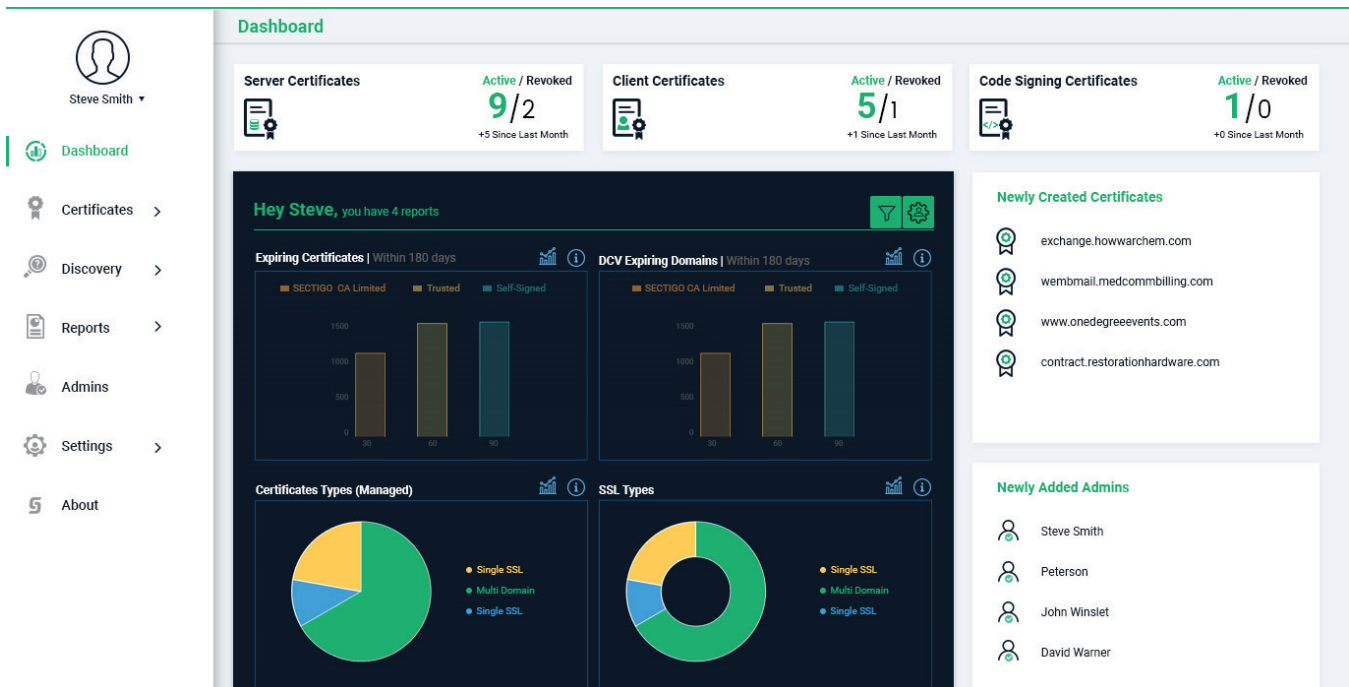 Dashboard
Steve Smith
Dashboard
Certificates
Discovery
Reports
Admins
Settings
About
Server Certificates
Active / Revoked
9/2
+5 Since Last Month
Client Certificates
Active / Revoked
5/1
+1 Since Last Month
Code Signing Certificates
Active / Revoked
</>
1/0
+0 Since Last Month
Hey Steve, you have 4 reports
Expiring Certificates | Within 180 days
SECTIGO CA Limited Trusted Self-Signed
1500
1000
500
0
30 60 90
DCV Expiring Domains | Within 180 days
SECTIGO CA Limited Trusted Self-Signed
1500
1000
500
0
30 60 90
Certificates Types (Managed)
Single SSL
Multi Domain
Single SSL
SSL Types
Single SSL
Multi Domain
Single SSL
Newly Created Certificates
exchange.howwarchem.com
wembmail.medcommbilling.com
www.onedegreeevents.com
contract.restorationhardware.com
Newly Added Admins
Steve Smith
Peterson
John Winslet
David Warner